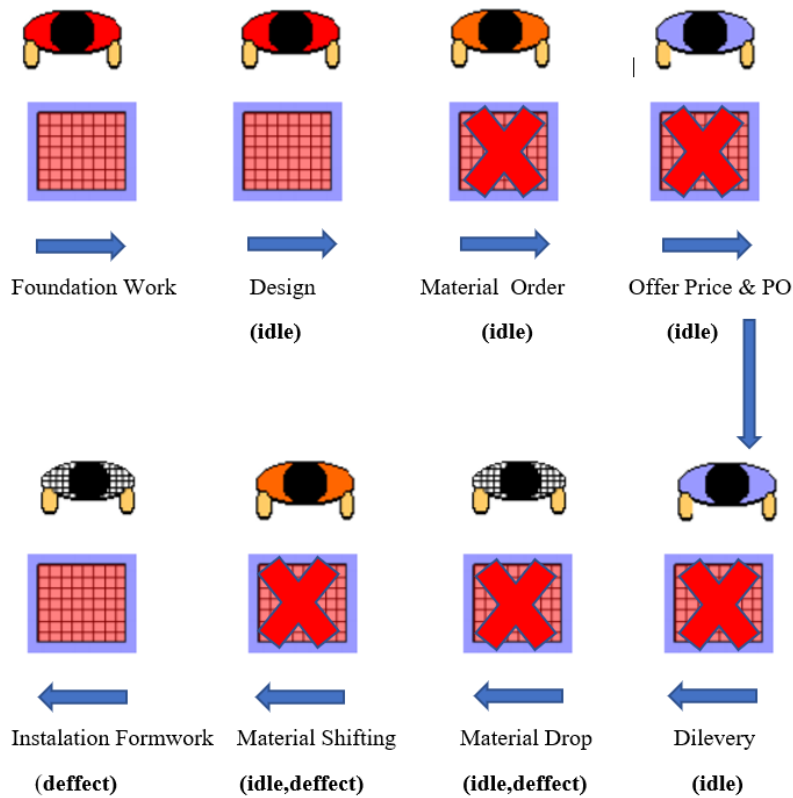 Foundation Work
Design
Material Order
Offer Price & PO
(idle)
(idle)
(idle)
Instalation Formwork
Material Shifting
Material Drop
Dilevery
(deffect)
(idle,deffect)
(idle,deffect)
(idle)